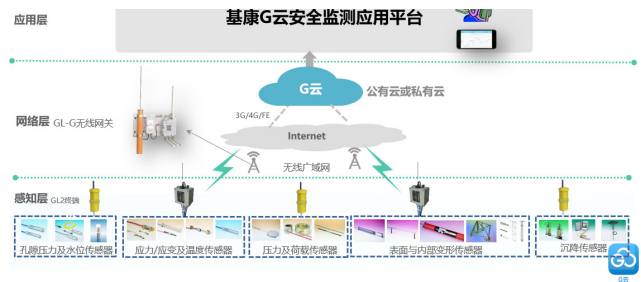 应用层
基康G云安全监测应用平台
G云
公有云或私有云
3G/4G/FE
网络层 GL-G无线网关
Internet
无线广域网
感知层 GL2终端
孔隙压力及水位传感器
应力/应变及温度传感器
压力及荷载传感器
表面与内部变形传感器
沉降传感器
G云